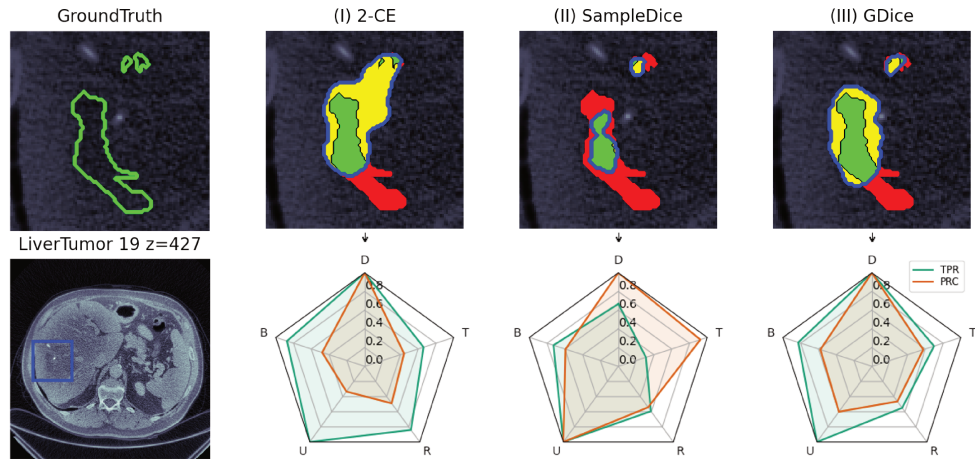 GroundTruth
(I) 2-CE
(II) SampleDice
(III) GDice
LiverTumor 19 z=427
D
T
R
U
B
0.8
0.6
0.4
0.2
0.0
D
T
R
U
B
0.8
0.6
0.4
0.2
0.0
D
T
R
U
B
0.8
0.6
0.4
0.2
0.0
TPR
PRC